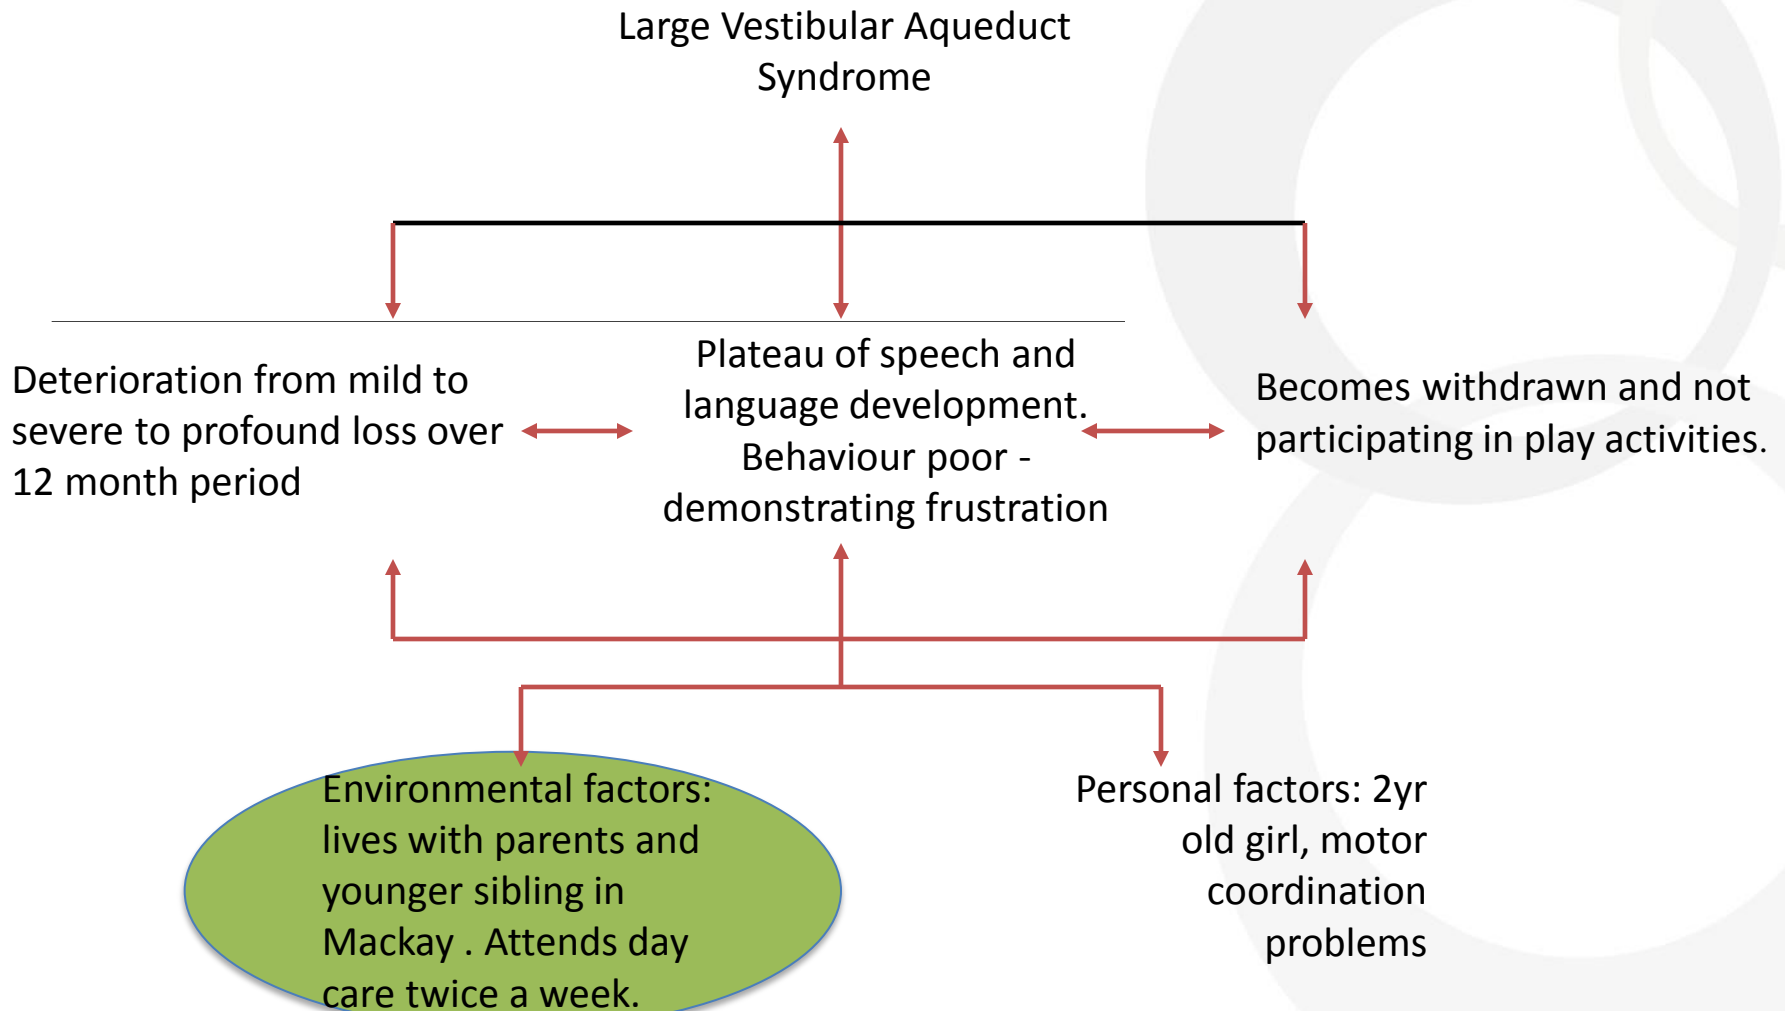 Large Vestibular Aqueduct
Syndrome
Deterioration from mild to
severe to profound loss over
12 month period
Plateau of speech and
language development.
Behaviour poor -
demonstrating frustration
Becomes withdrawn and not
participating in play activities.
Environmental factors:
lives with parents and
younger sibling in
Mackay . Attends day
care twice a week.
Personal factors: 2yr
old girl, motor
coordination
problems